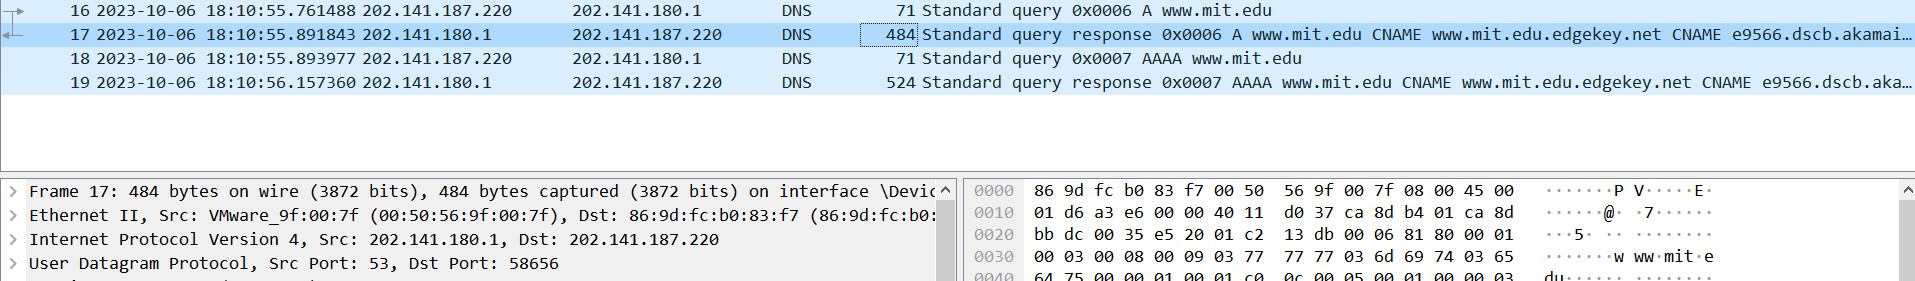 16 2023-10-06 18:10:55.761488 202.141.187.220 202.141.180.1 DNS 71 Standard query 0x0006 A www.mit.edu
17 2023-10-06 18:10:55.891843 202.141.180.1 202.141.187.220 DNS 484 Standard query response 0x0006 A www.mit.edu CNAME www.mit.edu.edgekey.net CNAME e9566.dscb.akamai…
18 2023-10-06 18:10:55.893977 202.141.187.220 202.141.180.1 DNS 71 Standard query 0x0007 AAAA www.mit.edu
19 2023-10-06 18:10:56.157360 202.141.180.1 202.141.187.220 DNS 524 Standard query response 0x0007 AAAA www.mit.edu CNAME www.mit.edu.edgekey.net CNAME e9566.dscb.aka…
Frame 17: 484 bytes on wire (3872 bits), 484 bytes captured (3872 bits) on interface \Devic
Ethernet II, Src: VMware_9f:00:7f (00:50:56:9f:00:7f), Dst: 86:9d:fc:b0:83:f7 (86:9d:fc:b0:
Internet Protocol Version 4, Src: 202.141.180.1, Dst: 202.141.187.220
User Datagram Protocol, Src Port: 53, Dst Port: 58656
0000 86 9d fc b0 83 f7 00 50 56 9f 00 7f 08 00 45 00 ·······P V·····E·
0010 01 d6 a3 e6 00 00 40 11 d0 37 ca 8d b4 01 ca 8d ······@· ·7······
0020 bb dc 00 35 e5 20 01 c2 13 db 00 06 81 80 00 01 ···5· ·· ········
0030 00 03 00 08 00 09 03 77 77 77 03 6d 69 74 03 65 ·······w ww·mit·e
0040 64 75 00 00 01 00 01 c0 0c 00 05 00 01 00 00 03 du······ ········